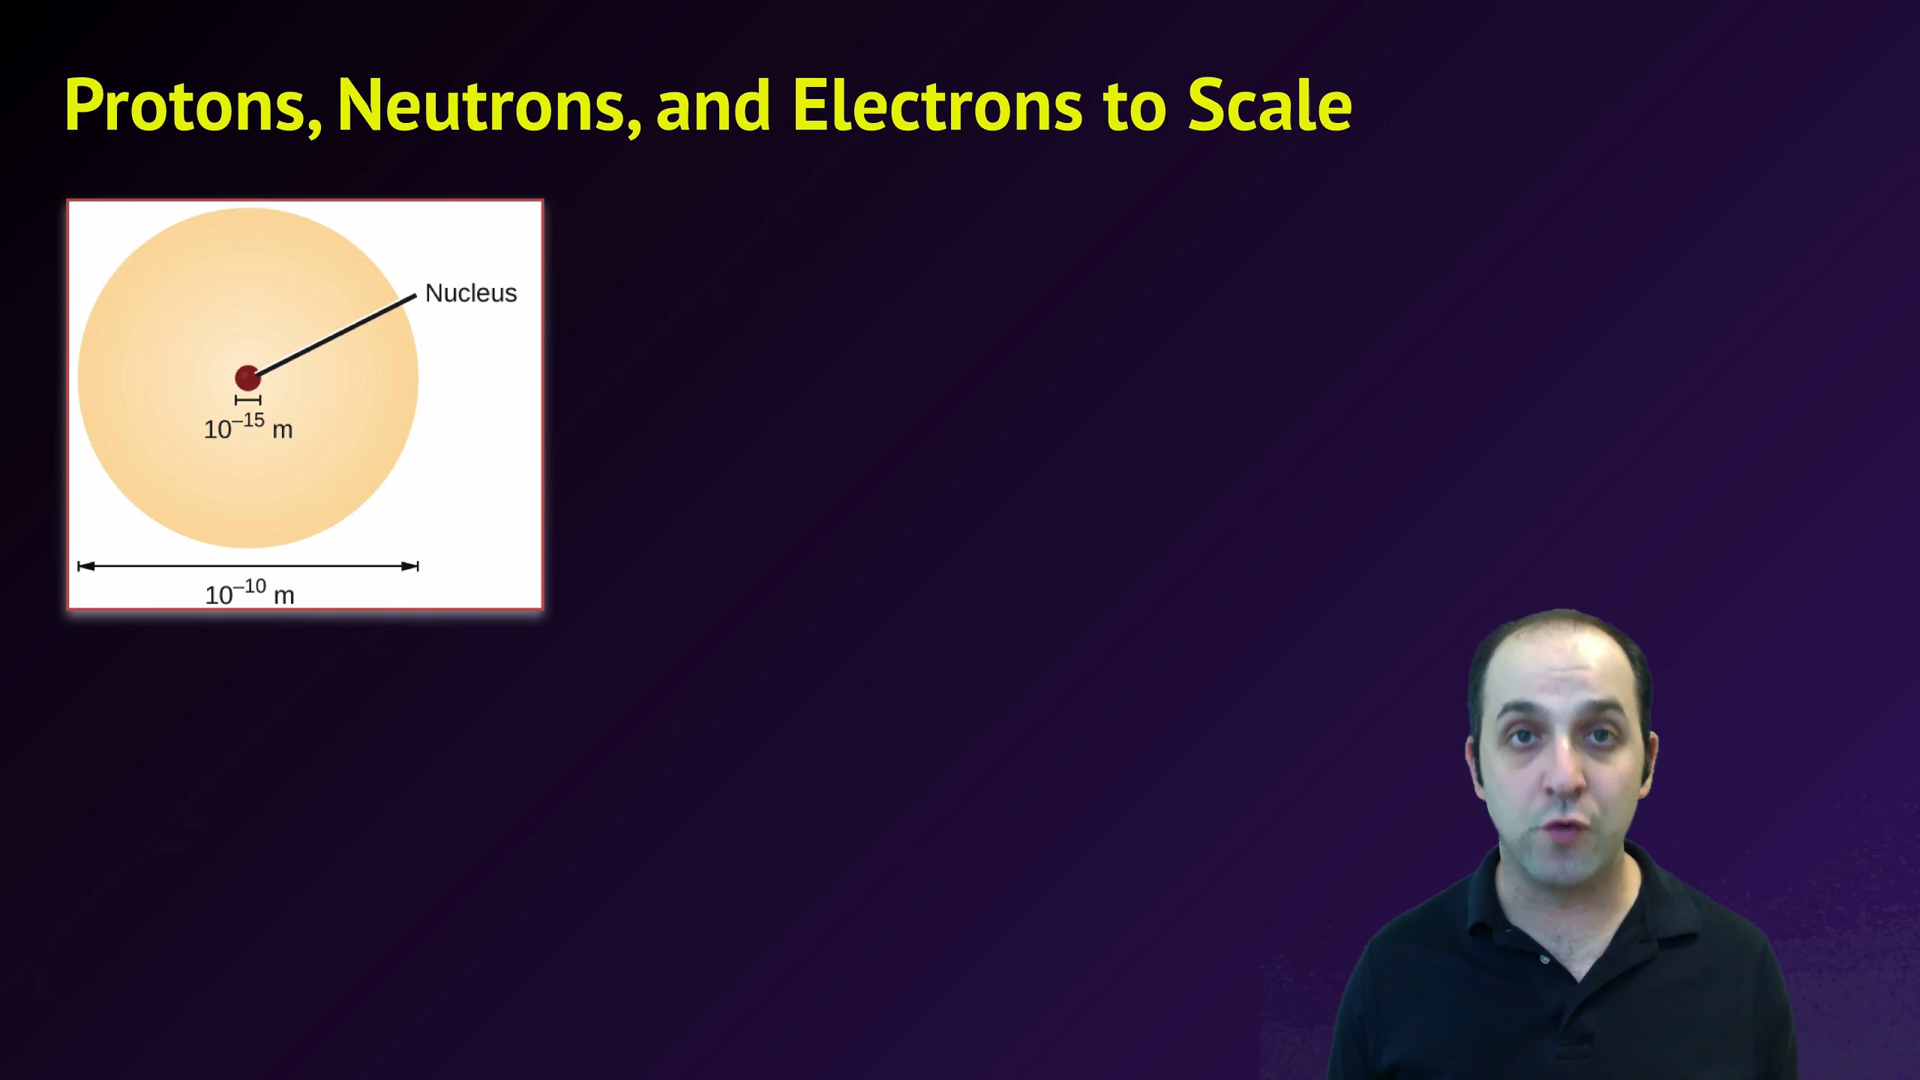 Protons, Neutrons, and Electrons to Scale
Nucleus
10⁻¹⁵ m
10⁻¹⁰ m